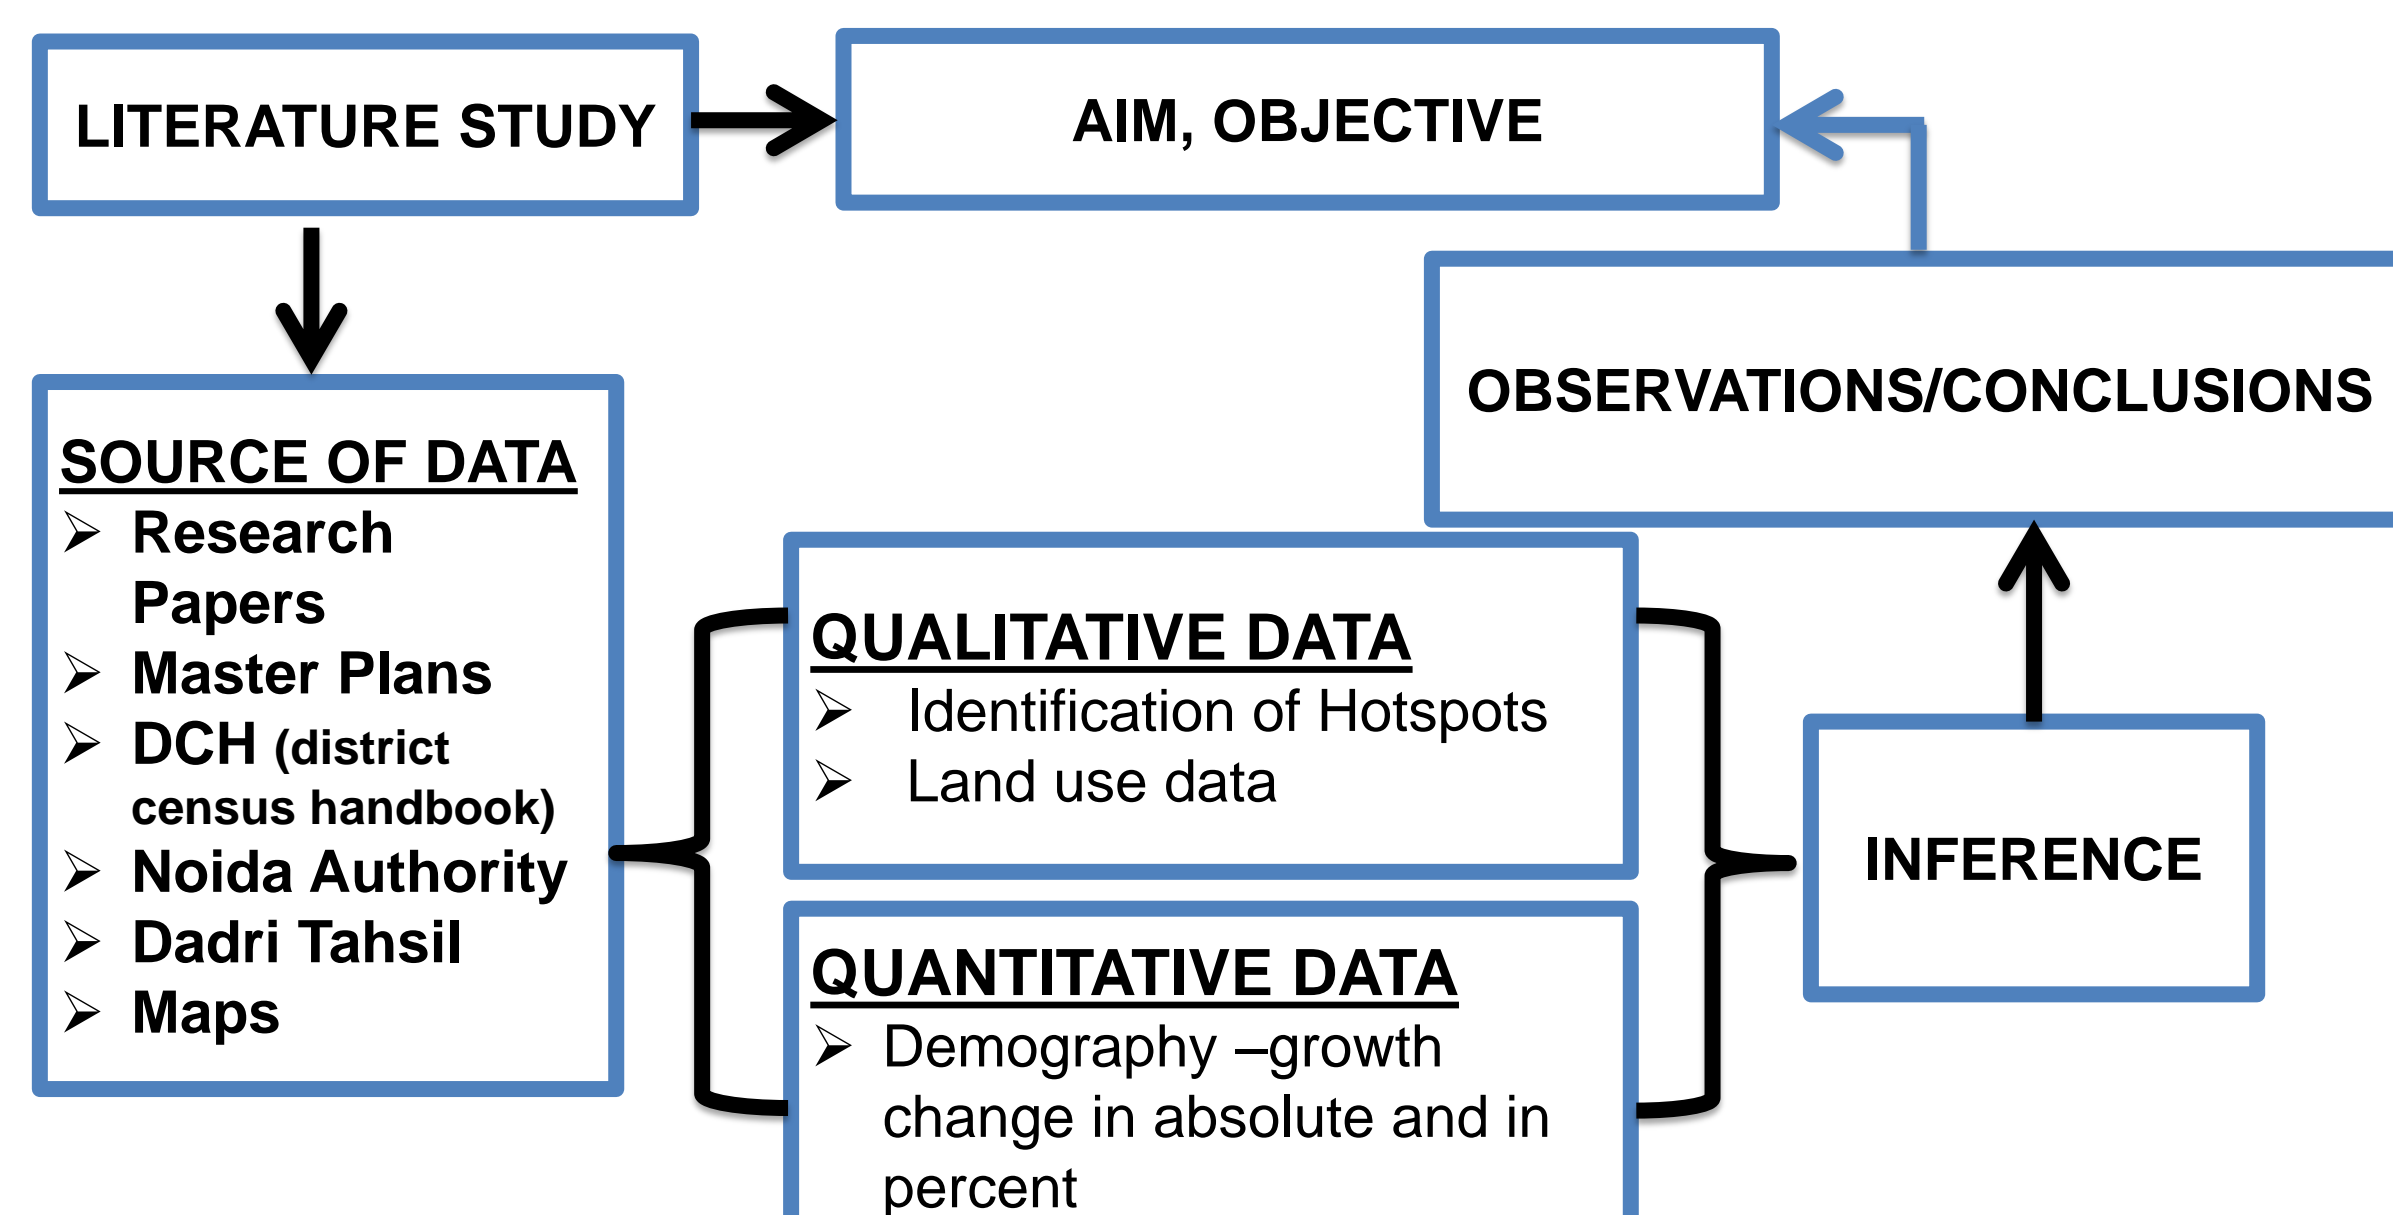 LITERATURE STUDY
AIM, OBJECTIVE
OBSERVATIONS/CONCLUSIONS
SOURCE OF DATA
➢ Research
Papers
➢ Master Plans
➢ DCH (district
census handbook)
➢ Noida Authority
➢ Dadri Tahsil
➢ Maps
QUALITATIVE DATA
➢ Identification of Hotspots
➢ Land use data
QUANTITATIVE DATA
➢ Demography –growth
change in absolute and in
percent
INFERENCE